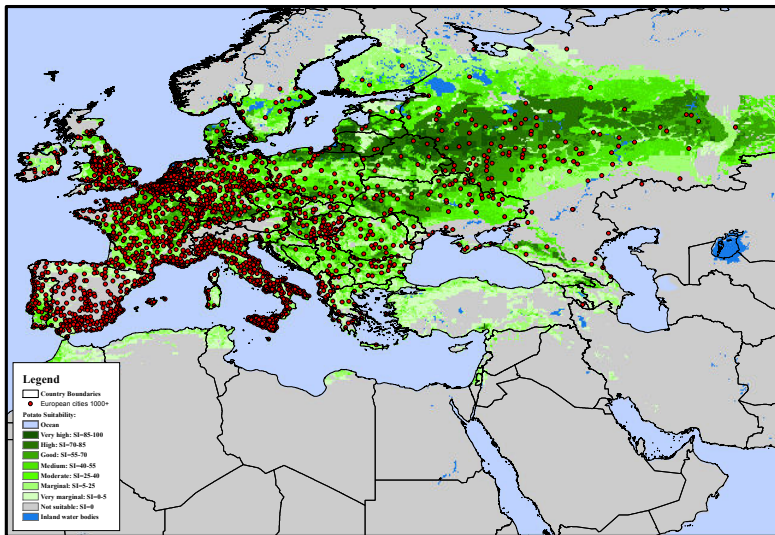 Legend
Country Boundaries
European cities 1000+
Potato Suitability:
Ocean
Very high: SI=85-100
High: SI=70-85
Good: SI=55-70
Medium: SI=40-55
Moderate: SI=25-40
Marginal: SI=5-25
Very marginal: SI=0-5
Not suitable: SI=0
Inland water bodies